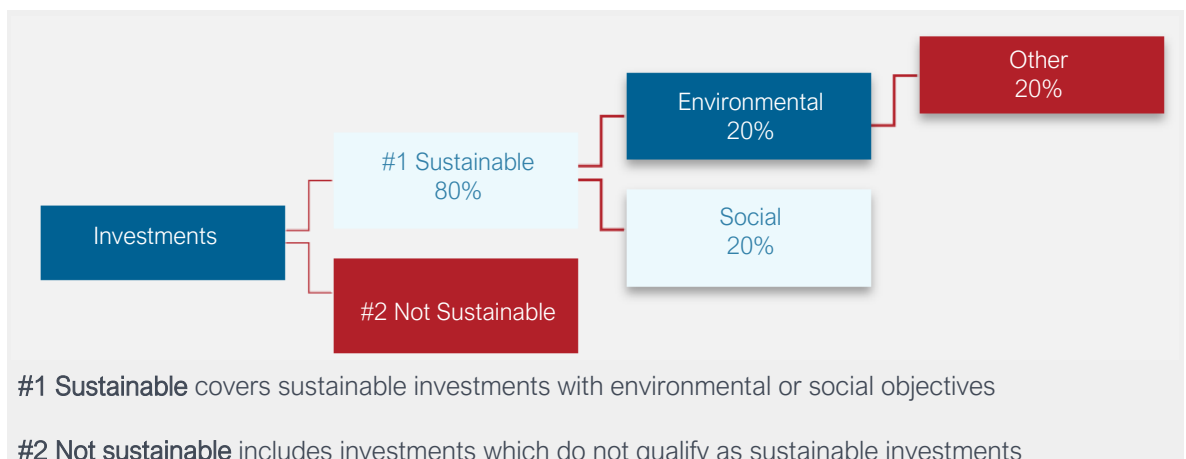 Other
20%
Environmental
20%
#1 Sustainable
80%
Social
20%
Investments
#2 Not Sustainable
#1 Sustainable covers sustainable investments with environmental or social objectives
#2 Not sustainable includes investments which do not qualify as sustainable investments